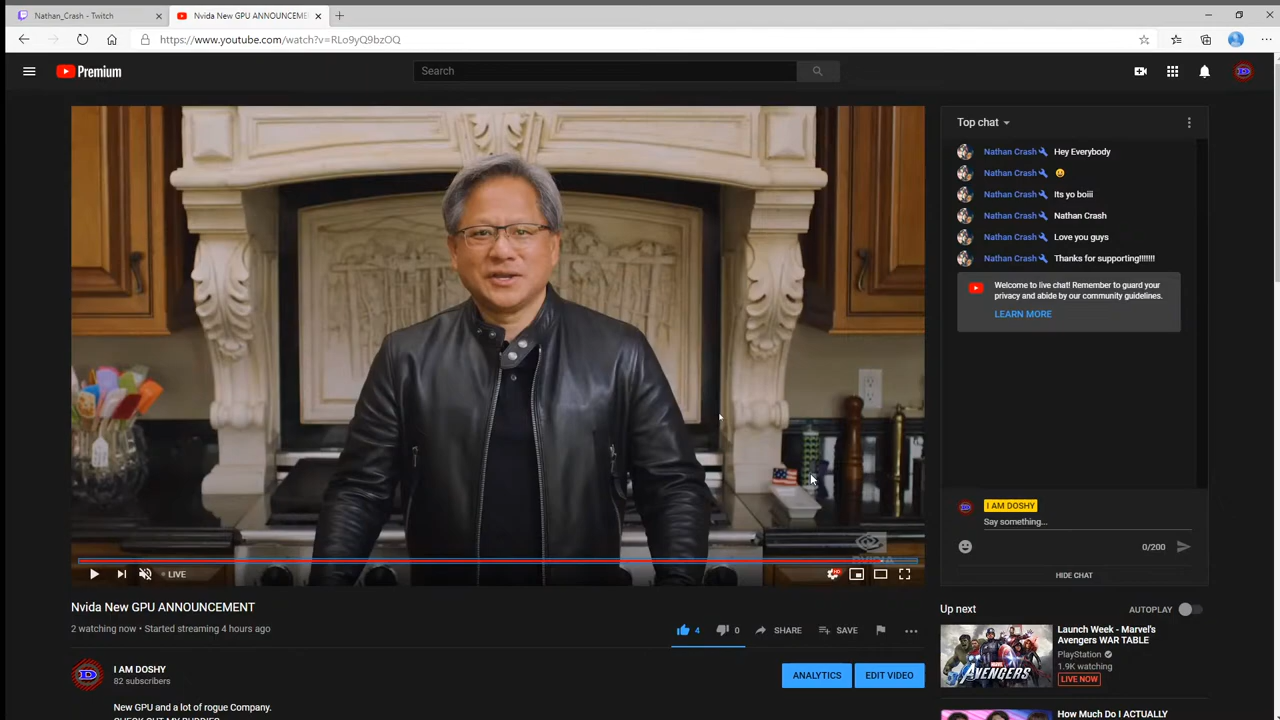 Nathan_Crash - Twitch
Nvida New GPU ANNOUNCEME
https://www.youtube.com/watch?v=RLo9yQ9bzOQ
Premium
Search
Top chat
Nathan Crash Hey Everybody
Nathan Crash
Nathan Crash Its yo boiii
Nathan Crash Nathan Crash
Nathan Crash Love you guys
Nathan Crash Thanks for supporting!!!!!!!
Welcome to live chat! Remember to guard your
privacy and abide by our community guidelines.
LEARN MORE
I AM DOSHY
Say something...
0/200
HIDE CHAT
NVIDIA
LIVE
HD
Nvida New GPU ANNOUNCEMENT
2 watching now • Started streaming 4 hours ago
4
0
SHARE
SAVE
I AM DOSHY
82 subscribers
ANALYTICS
EDIT VIDEO
New GPU and a lot of rogue Company.
Up next
AUTOPLAY
AVENGERS
Launch Week - Marvel's
Avengers WAR TABLE
PlayStation
1.9K watching
LIVE NOW
How Much Do I ACTUALLY